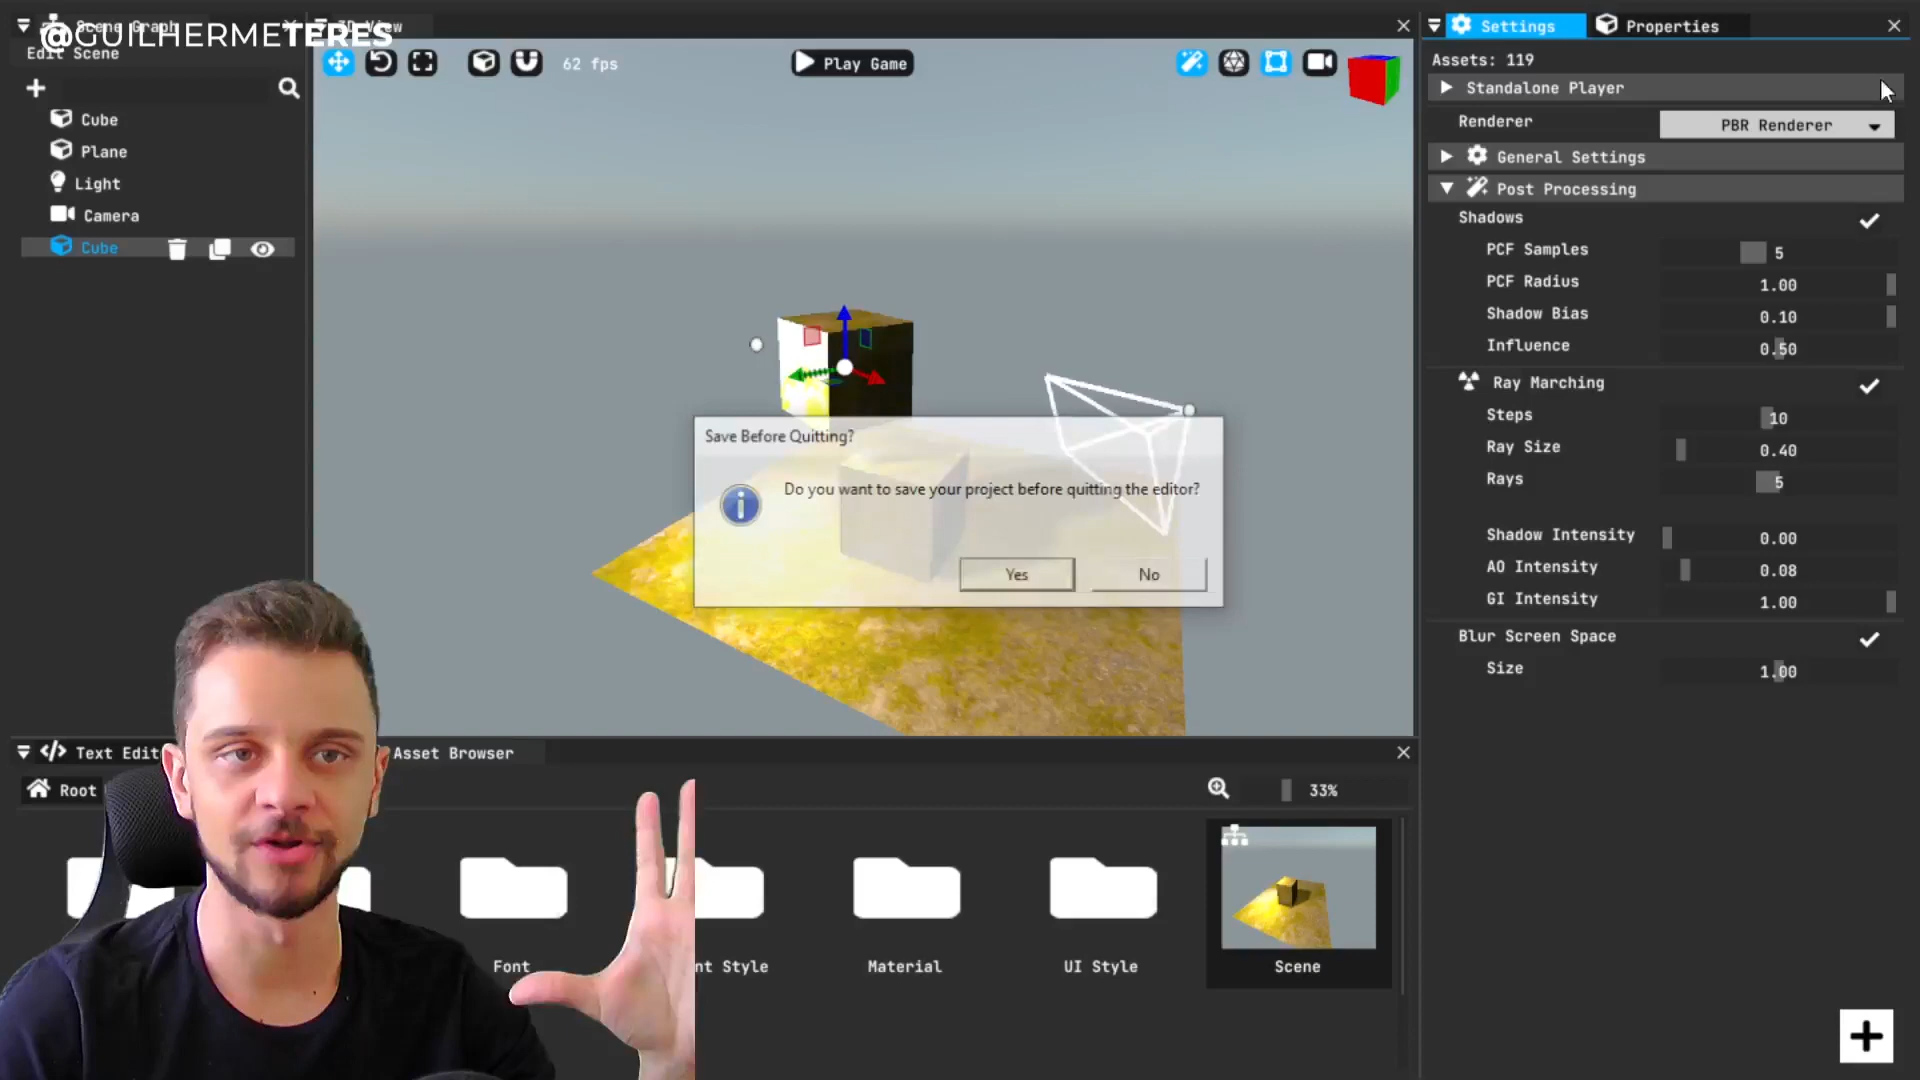 @GUILHERMETERES
Scene Graph
Edit Scene
Cube
Plane
Light
Camera
Cube
3D View
62 fps
Play Game
Save Before Quitting?
Do you want to save your project before quitting the editor?
Yes
No
Settings
Properties
Assets: 119
Standalone Player
Renderer
PBR Renderer
General Settings
Post Processing
Shadows
PCF Samples 5
PCF Radius 1.00
Shadow Bias 0.10
Influence 0.50
Ray Marching
Steps 10
Ray Size 0.40
Rays 5
Shadow Intensity 0.00
AO Intensity 0.08
GI Intensity 1.00
Blur Screen Space
Size 1.00
Text Edit
Asset Browser
Root
33%
Font
nt Style
Material
UI Style
Scene